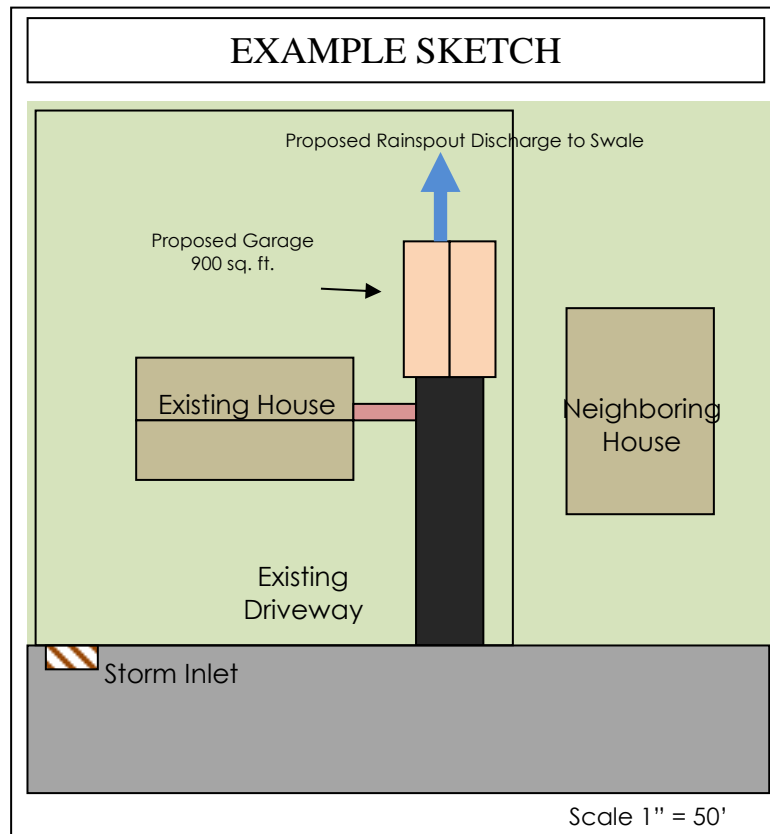 EXAMPLE SKETCH
Proposed Rainspout Discharge to Swale
Proposed Garage
900 sq. ft.
Existing House
Neighboring
House
Existing
Driveway
Storm Inlet
Scale 1” = 50’